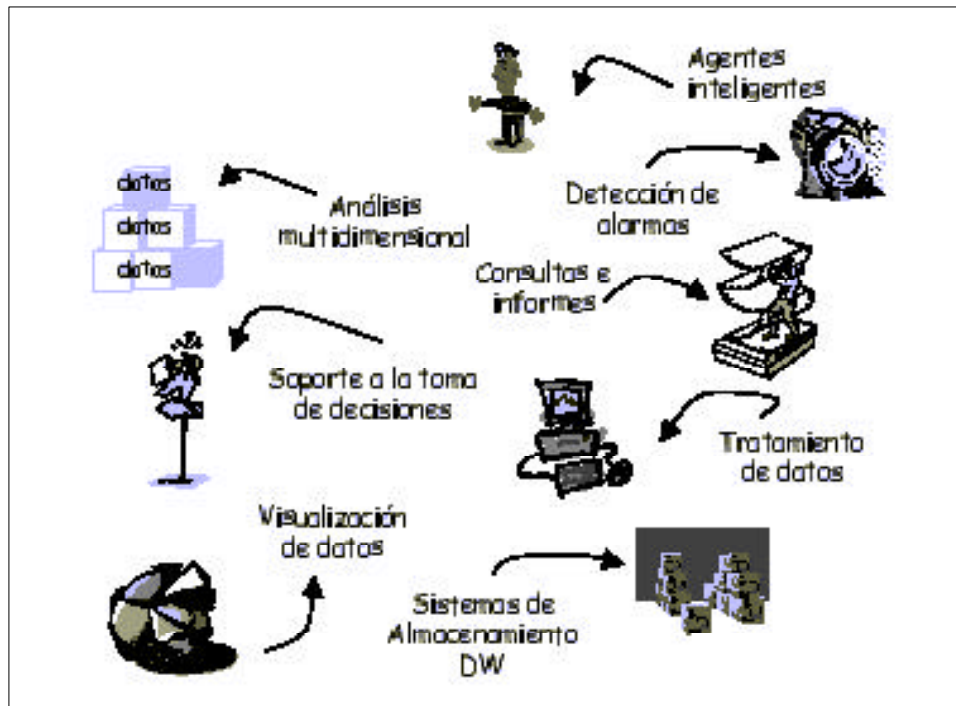 Agentes
inteligentes
Detección de
alarmas
datos
datos
datos
Análisis
multidimensional
Consultas e
informes
Soporte a la toma
de decisiones
Tratamiento
de datos
Visualización
de datos
Sistemas de
Almacenamiento
DW